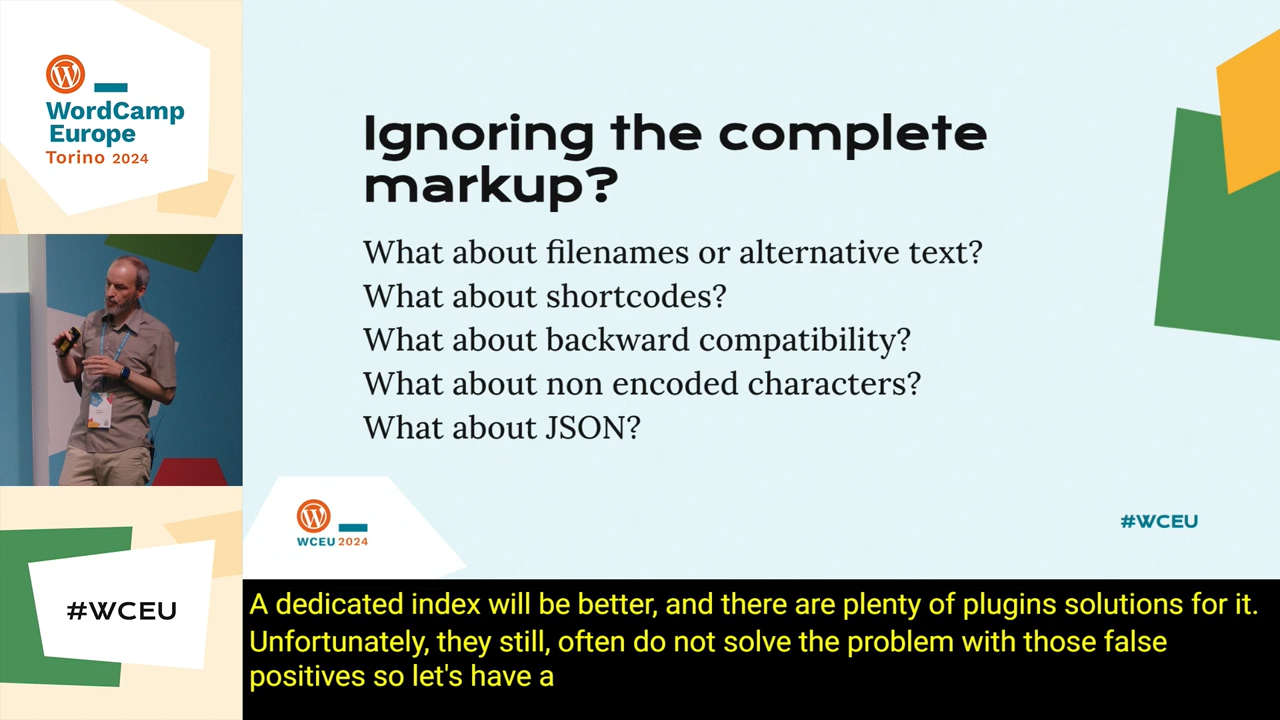 WordCamp
Europe
Torino 2024
Ignoring the complete
markup?
What about filenames or alternative text?
What about shortcodes?
What about backward compatibility?
What about non encoded characters?
What about JSON?
WCEU 2024
#WCEU
#WCEU
A dedicated index will be better, and there are plenty of plugins solutions for it.
Unfortunately, they still, often do not solve the problem with those false
positives so let's have a